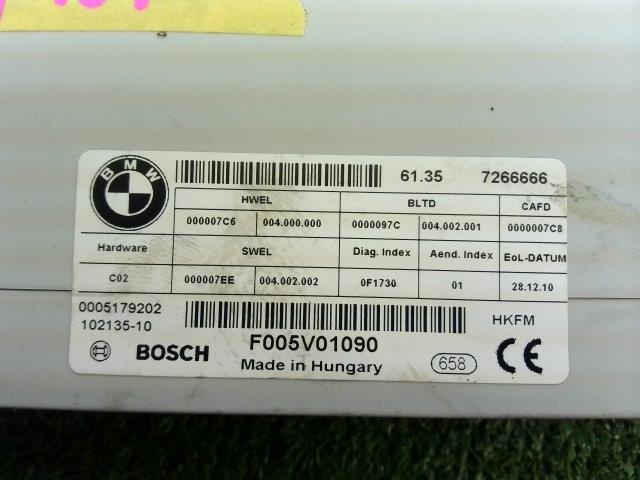 BMW
61.35 7266666
HWEL BLTD CAFD
000007C6 004.000.000 0000097C 004.002.001 0000007C8
Hardware SWEL Diag. Index Aend. Index EoL-DATUM
C02 000007EE 004.002.002 0F1730 01 28.12.10
0005179202
102135-10
HKFM
BOSCH F005V01090
Made in Hungary 658 CE